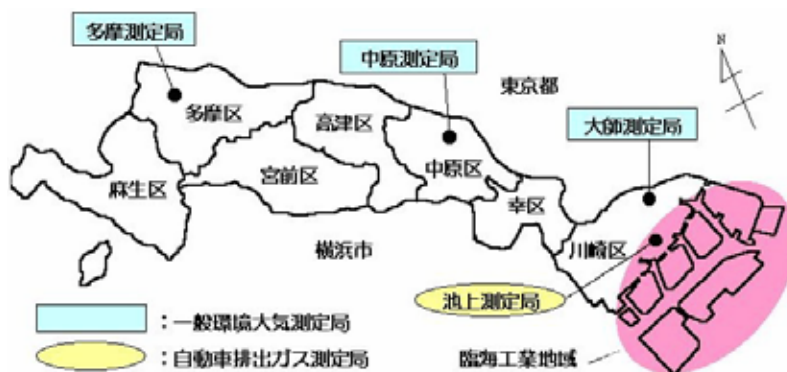 多摩測定局
中原測定局
N
東京都
大師測定局
多摩区
高津区
中原区
麻生区
宮前区
幸区
川崎区
横浜市
池上測定局
：一般環境大気測定局
：自動車排出ガス測定局
臨海工業地域